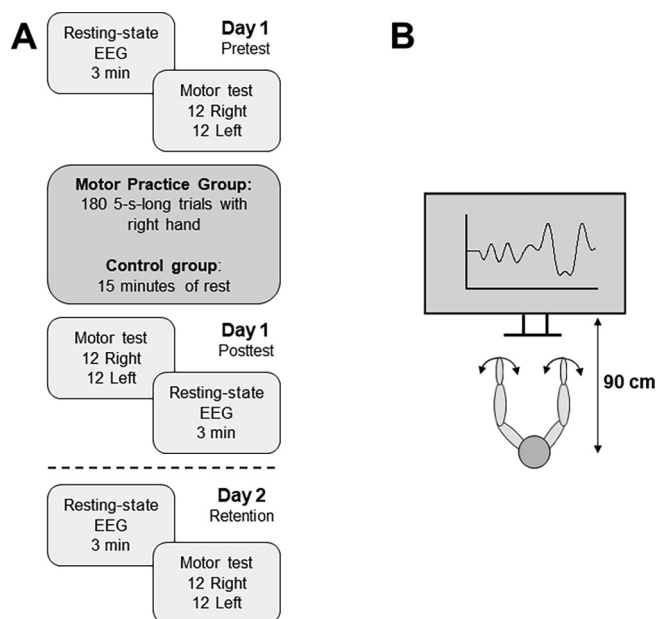 A
Resting-state
EEG
3 min
Day 1
Pretest
Motor test
12 Right
12 Left
Motor Practice Group:
180 5-s-long trials with
right hand
Control group:
15 minutes of rest
Motor test
12 Right
12 Left
Day 1
Posttest
Resting-state
EEG
3 min
Resting-state
EEG
3 min
Day 2
Retention
Motor test
12 Right
12 Left
B
90 cm